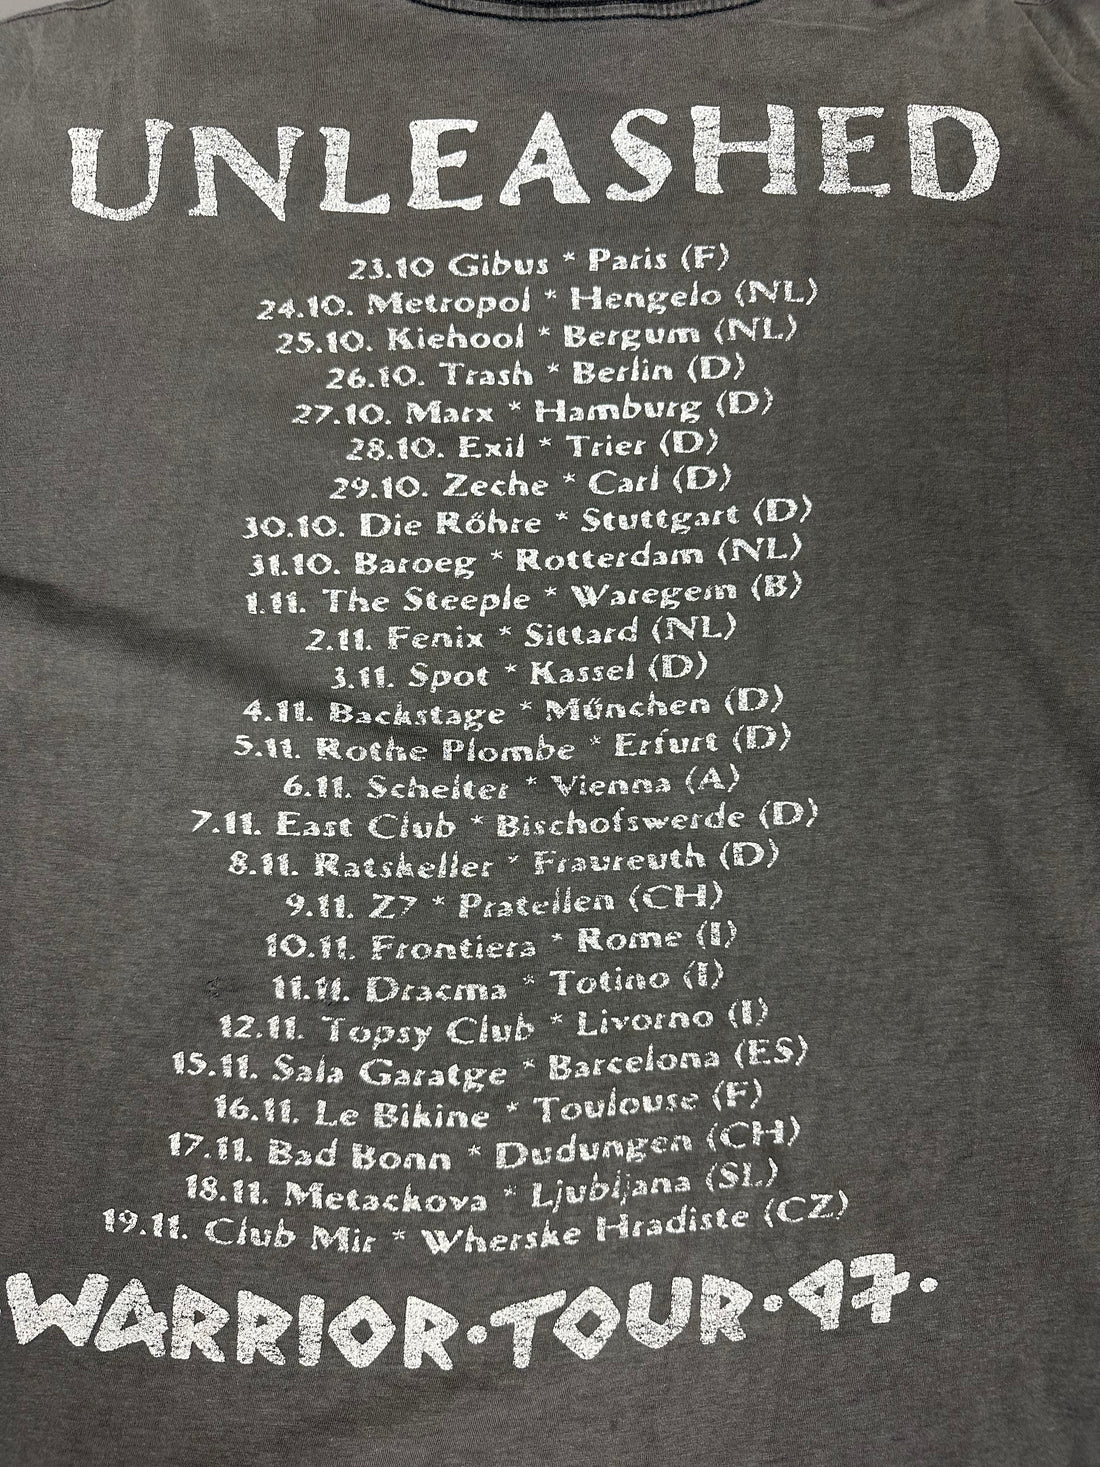 UNLEASHED
23.10 Gibus * Paris (F)
24.10. Metropol * Hengelo (NL)
25.10. Kiehool * Bergum (NL)
26.10. Trash * Berlin (D)
27.10. Marx * Hamburg (D)
28.10. Exil * Trier (D)
29.10. Zeche * Carl (D)
30.10. Die Röhre * Stuttgart (D)
31.10. Baroeg * Rotterdam (NL)
1.11. The Steeple * Waregem (B)
2.11. Fenix * Sittard (NL)
3.11. Spot * Kassel (D)
4.11. Backstage * München (D)
5.11. Rothe Plombe * Erfurt (D)
6.11. Schelter * Vienna (A)
7.11. East Club * Bischofswerde (D)
8.11. Ratskeller * Fraureuth (D)
9.11. Z7 * Pratellen (CH)
10.11. Frontiera * Rome (I)
11.11. Dracma * Totino (I)
12.11. Topsy Club * Livorno (I)
15.11. Sala Garatge * Barcelona (ES)
16.11. Le Bikine * Toulouse (F)
17.11. Bad Bonn * Dudungen (CH)
18.11. Metackova * Ljubljana (SL)
19.11. Club Mir * Wherske Hradiste (CZ)
·WARRIOR·TOUR·97·